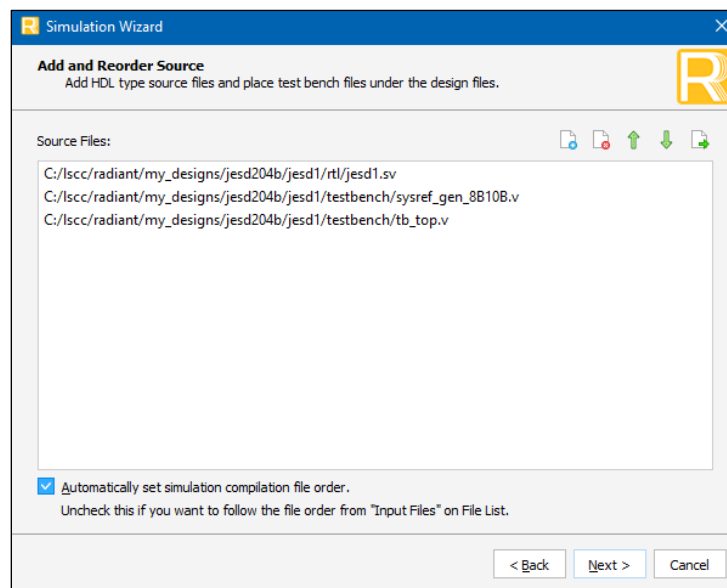 Simulation Wizard
Add and Reorder Source
Add HDL type source files and place test bench files under the design files.
Source Files:
C:/lscc/radiant/my_designs/jesd204b/jesd1/rtl/jesd1.sv
C:/lscc/radiant/my_designs/jesd204b/jesd1/testbench/sysref_gen_8B10B.v
C:/lscc/radiant/my_designs/jesd204b/jesd1/testbench/tb_top.v
Automatically set simulation compilation file order.
Uncheck this if you want to follow the file order from "Input Files" on File List.
< Back
Next >
Cancel